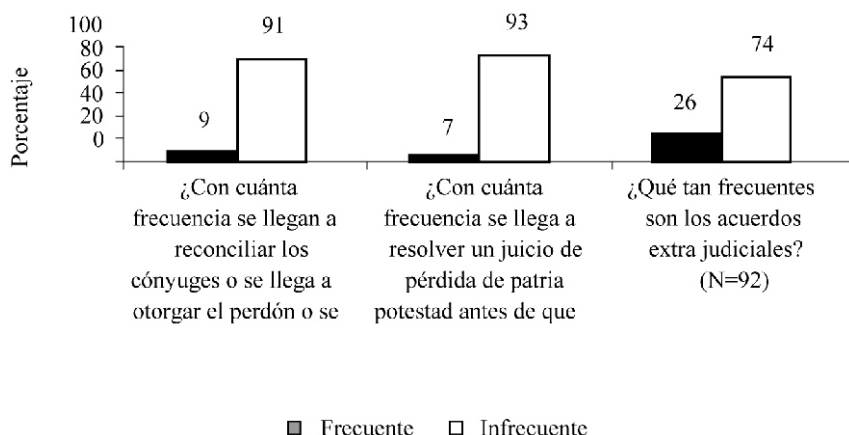 100
80
60
40
20
0
Porcentaje
9
91
7
93
26
74
¿Con cuánta
frecuencia se llegan a
reconciliar los
cónyuges o se llega a
otorgar el perdón o se
¿Con cuánta
frecuencia se llega a
resolver un juicio de
pérdida de patria
potestad antes de que
¿Qué tan frecuentes
son los acuerdos
extra judiciales?
(N=92)
Frecuente
Infrecuente